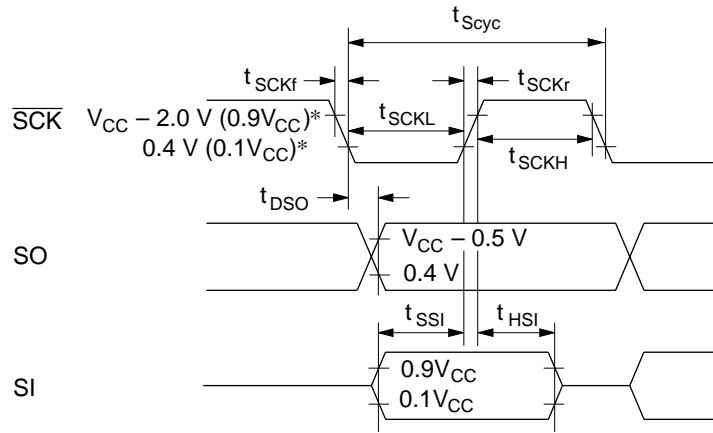 tScyc
tSCKf
tSCKr
SCK VCC – 2.0 V (0.9VCC)*
0.4 V (0.1VCC)*
tSCKL
tSCKH
tDSO
SO
VCC – 0.5 V
0.4 V
tSSI
tHSI
SI
0.9VCC
0.1VCC